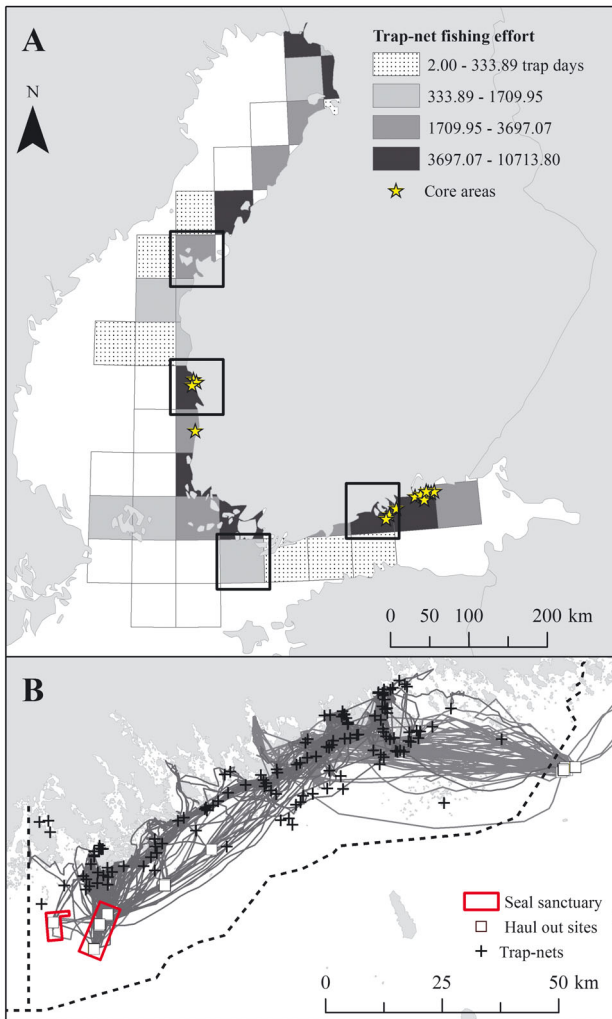 A
Trap-net fishing effort
2.00 - 333.89 trap days
333.89 - 1709.95
1709.95 - 3697.07
3697.07 - 10713.80
Core areas
N
0 50 100 200 km
B
Seal sanctuary
Haul out sites
Trap-nets
0 25 50 km